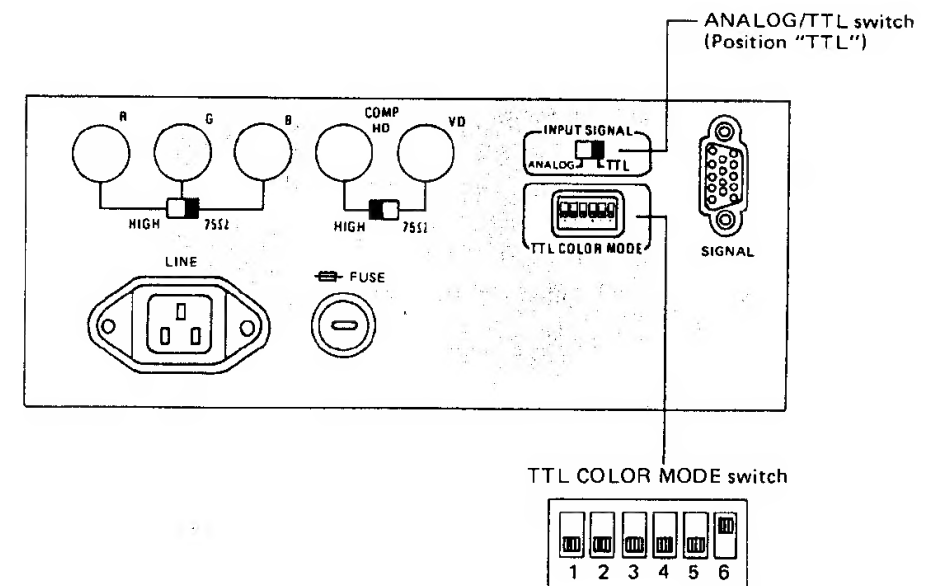 ANALOG/TTL switch
(Position "TTL")
R G B COMP HD VD
INPUT SIGNAL
ANALOG TTL
HIGH 75Ω HIGH 75Ω
TTL COLOR MODE
SIGNAL
LINE
FUSE
TTL COLOR MODE switch
1 2 3 4 5 6